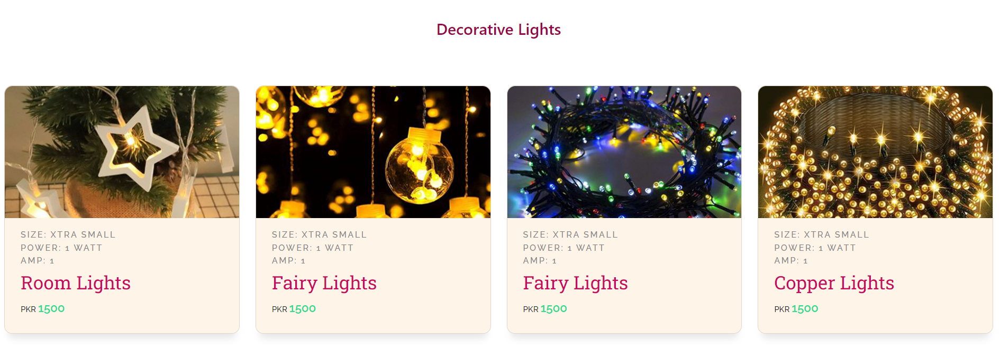 Decorative Lights
SIZE: XTRA SMALL
POWER: 1 WATT
AMP: 1
Room Lights
PKR 1500
SIZE: XTRA SMALL
POWER: 1 WATT
AMP: 1
Fairy Lights
PKR 1500
SIZE: XTRA SMALL
POWER: 1 WATT
AMP: 1
Fairy Lights
PKR 1500
SIZE: XTRA SMALL
POWER: 1 WATT
AMP: 1
Copper Lights
PKR 1500